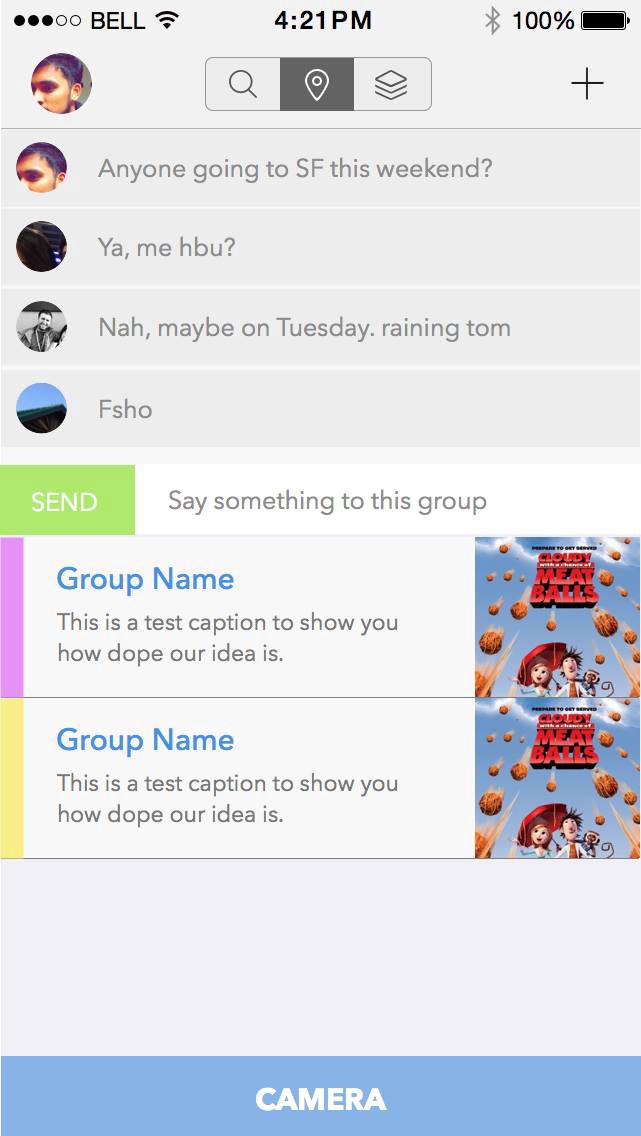 BELL 4:21PM 100%
Anyone going to SF this weekend?
Ya, me hbu?
Nah, maybe on Tuesday. raining tom
Fsho
SEND Say something to this group
Group Name
This is a test caption to show you
how dope our idea is.
PREPARE TO GET SERVED
CLOUDY
with a chance of
MEAT
BALLS
Group Name
This is a test caption to show you
how dope our idea is.
PREPARE TO GET SERVED
CLOUDY
with a chance of
MEAT
BALLS
CAMERA